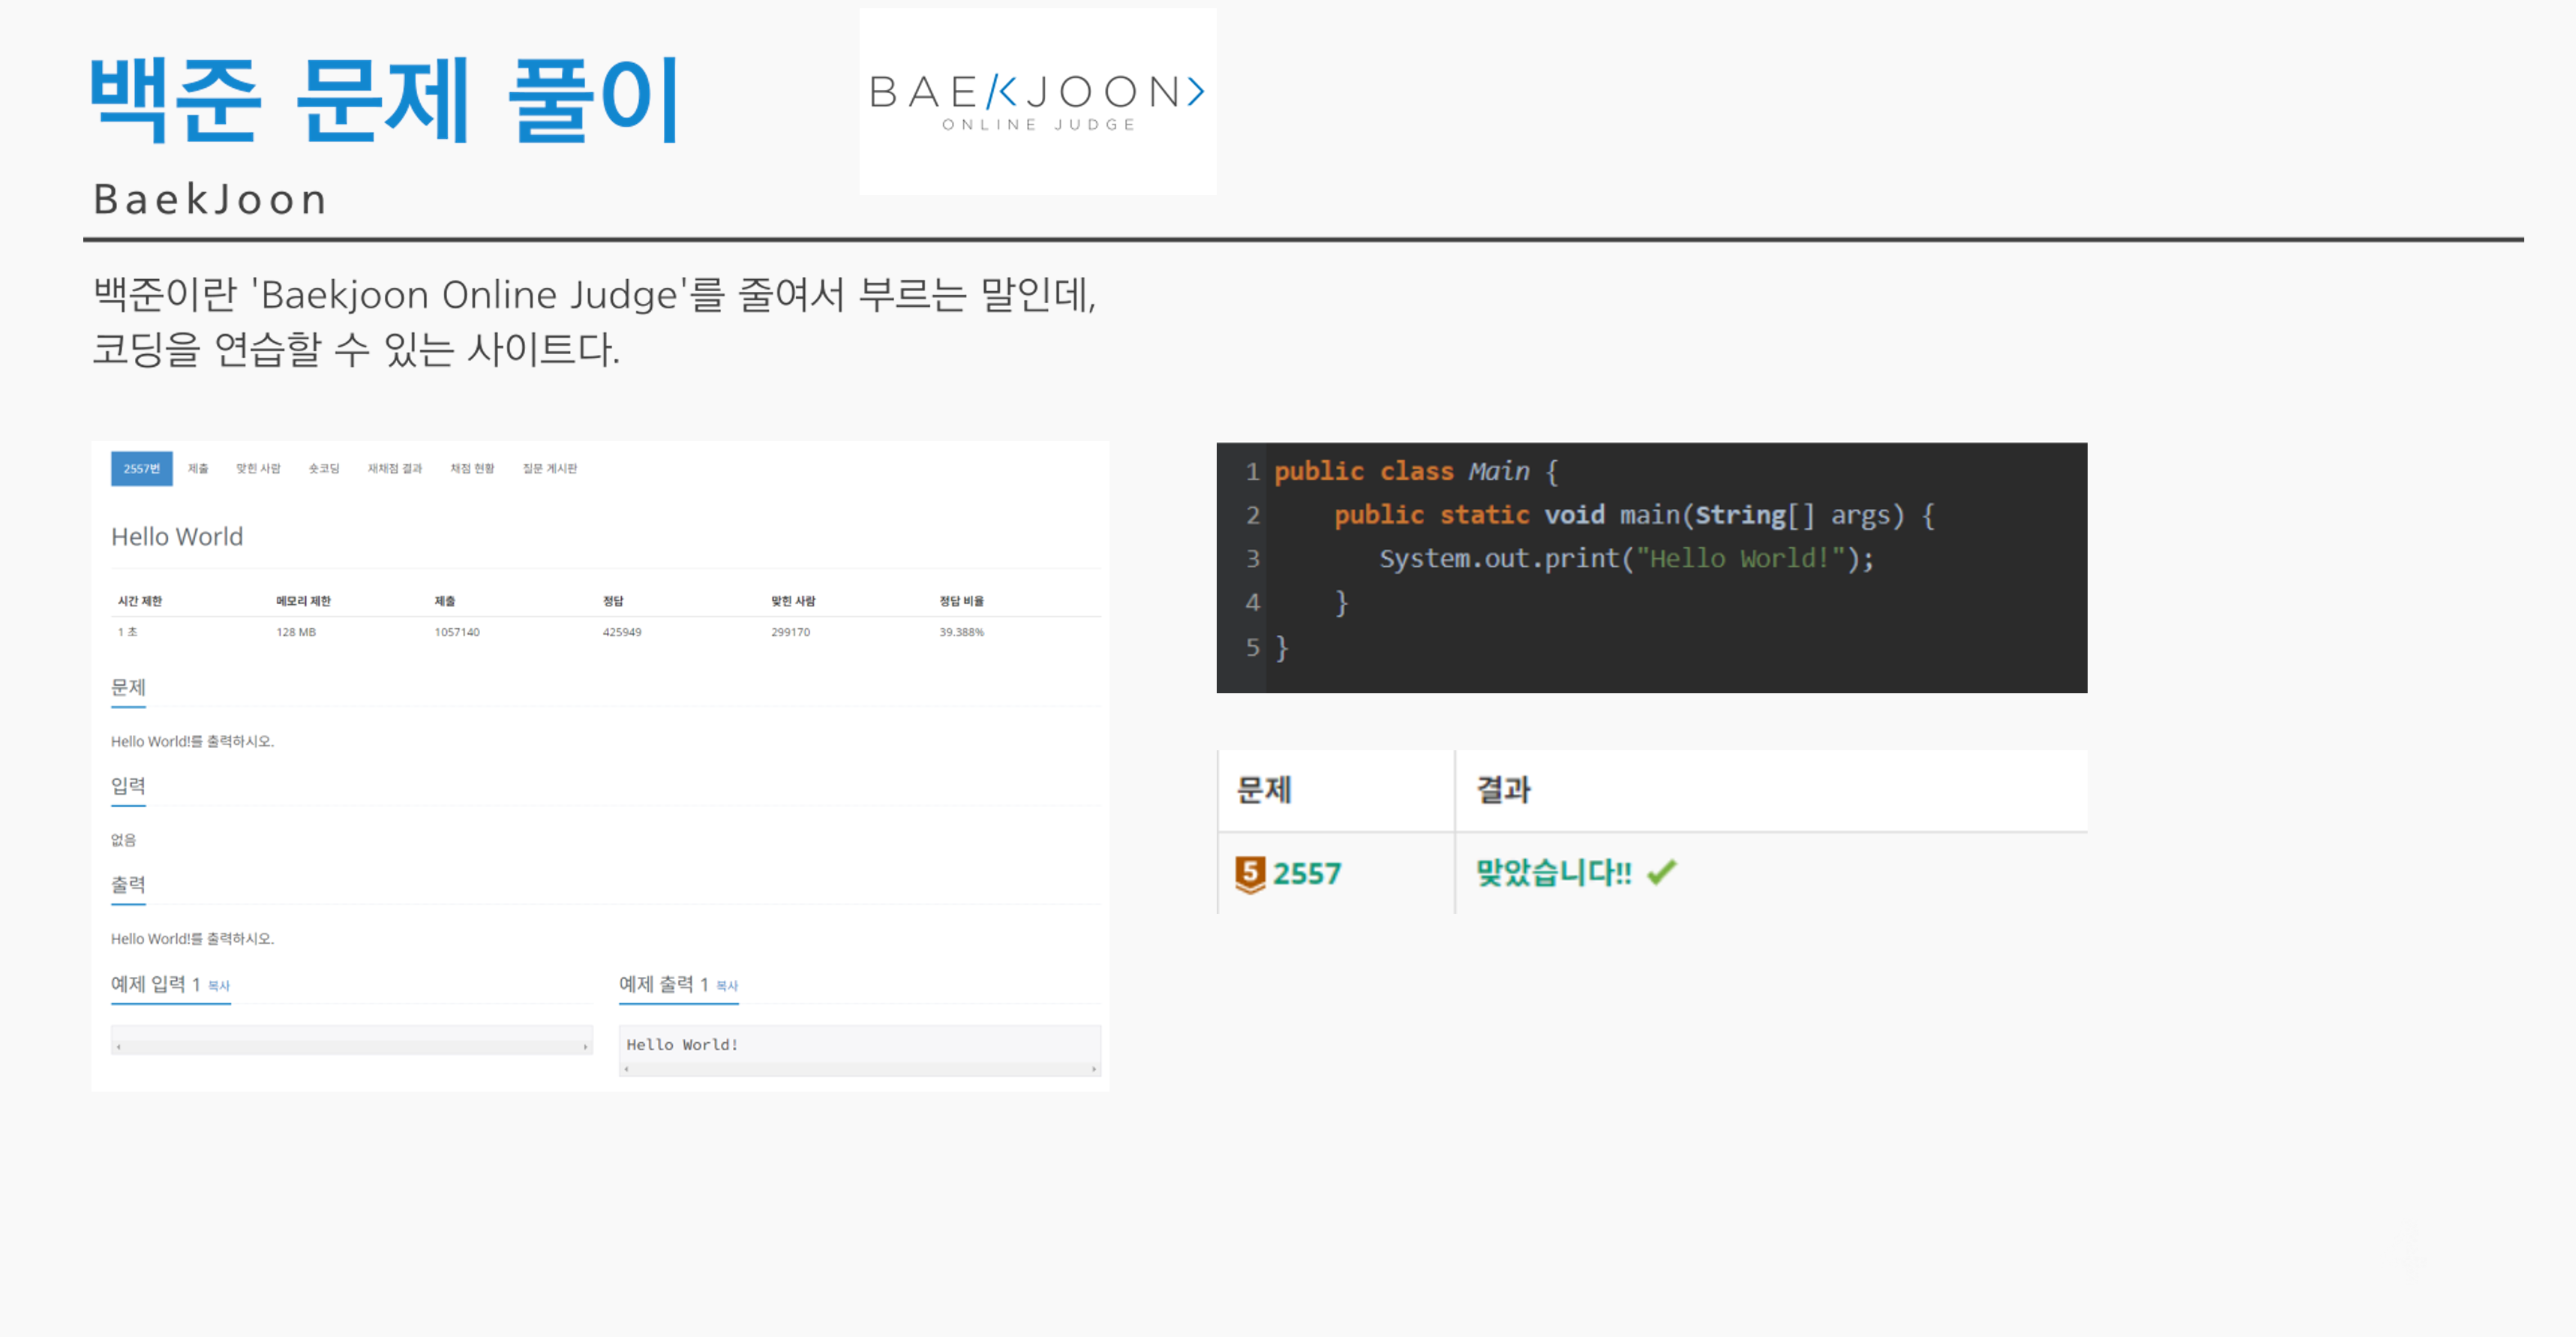 백준 문제 풀이
BAEKJOON>
ONLINE JUDGE
BaekJoon
백준이란 'Baekjoon Online Judge'를 줄여서 부르는 말인데,
코딩을 연습할 수 있는 사이트다.
2557번 제출 맞힌 사람 숏코딩 재채점 결과 채점 현황 질문 게시판
Hello World
시간 제한 메모리 제한 제출 정답 맞힌 사람 정답 비율
1 초 128 MB 1057140 425949 299170 39.388%
문제
Hello World!를 출력하시오.
입력
없음
출력
Hello World!를 출력하시오.
예제 입력 1 복사 예제 출력 1 복사
Hello World!
1 public class Main {
2 public static void main(String[] args) {
3 System.out.print("Hello World!");
4 }
5 }
문제 결과
5 2557 맞았습니다!!